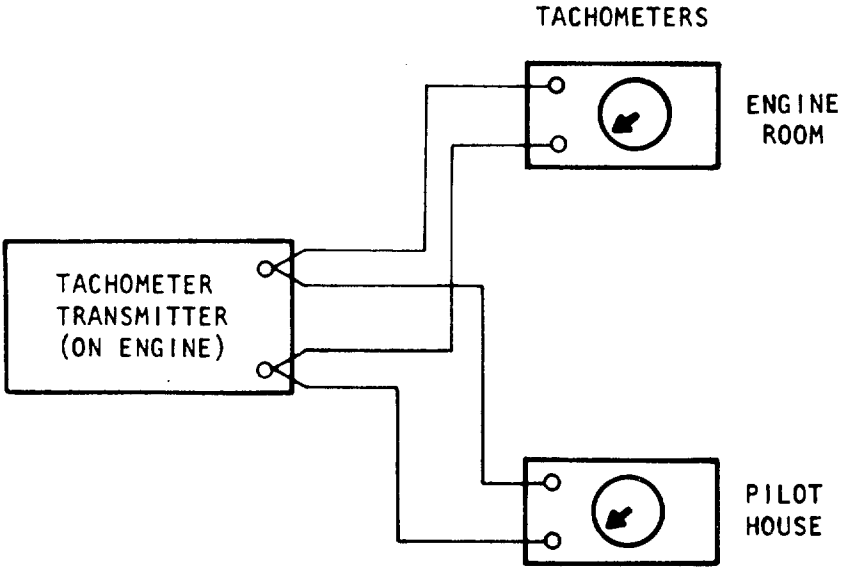 TACHOMETERS
ENGINE
ROOM
TACHOMETER
TRANSMITTER
(ON ENGINE)
PILOT
HOUSE